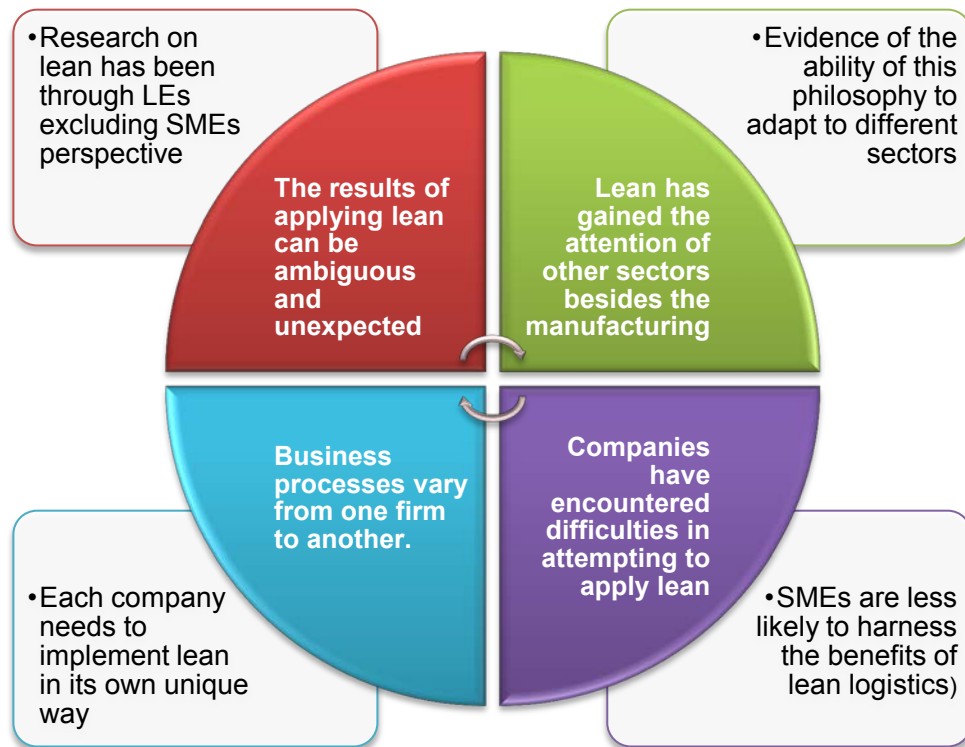 •Research on
lean has been
through LEs
excluding SMEs
perspective
The results of
applying lean
can be
ambiguous
and
unexpected
•Evidence of the
ability of this
philosophy to
adapt to different
sectors
Lean has
gained the
attention of
other sectors
besides the
manufacturing
Business
processes vary
from one firm
to another.
•Each company
needs to
implement lean
in its own unique
way
Companies
have
encountered
difficulties in
attempting to
apply lean
•SMEs are less
likely to harness
the benefits of
lean logistics)